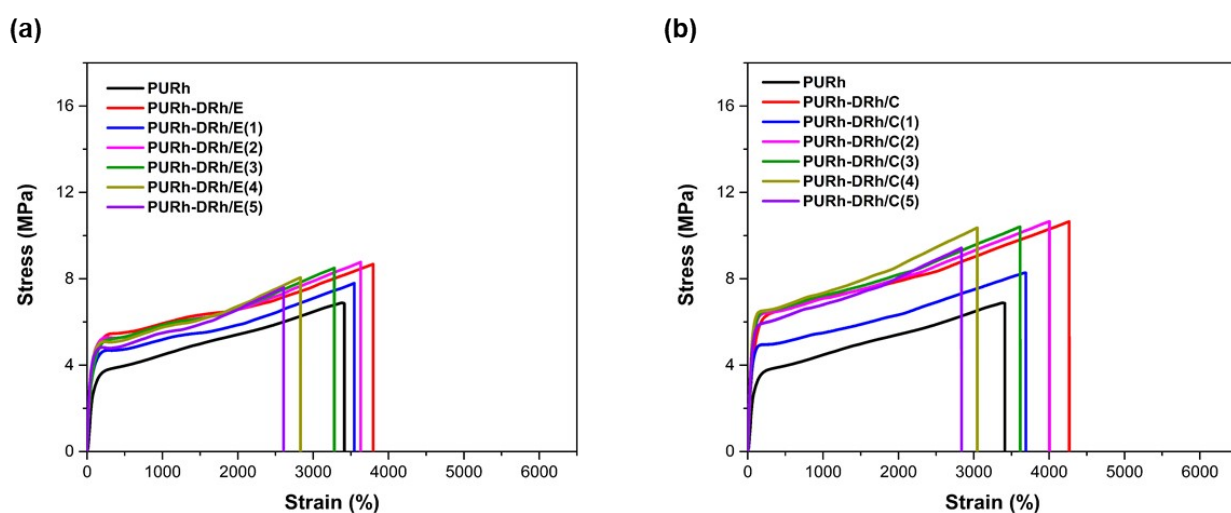 (a)
PURh
PURh-DRh/E
PURh-DRh/E(1)
PURh-DRh/E(2)
PURh-DRh/E(3)
PURh-DRh/E(4)
PURh-DRh/E(5)
Stress (MPa)
16
12
8
4
0
0 1000 2000 3000 4000 5000 6000
Strain (%)
(b)
PURh
PURh-DRh/C
PURh-DRh/C(1)
PURh-DRh/C(2)
PURh-DRh/C(3)
PURh-DRh/C(4)
PURh-DRh/C(5)
Stress (MPa)
16
12
8
4
0
0 1000 2000 3000 4000 5000 6000
Strain (%)